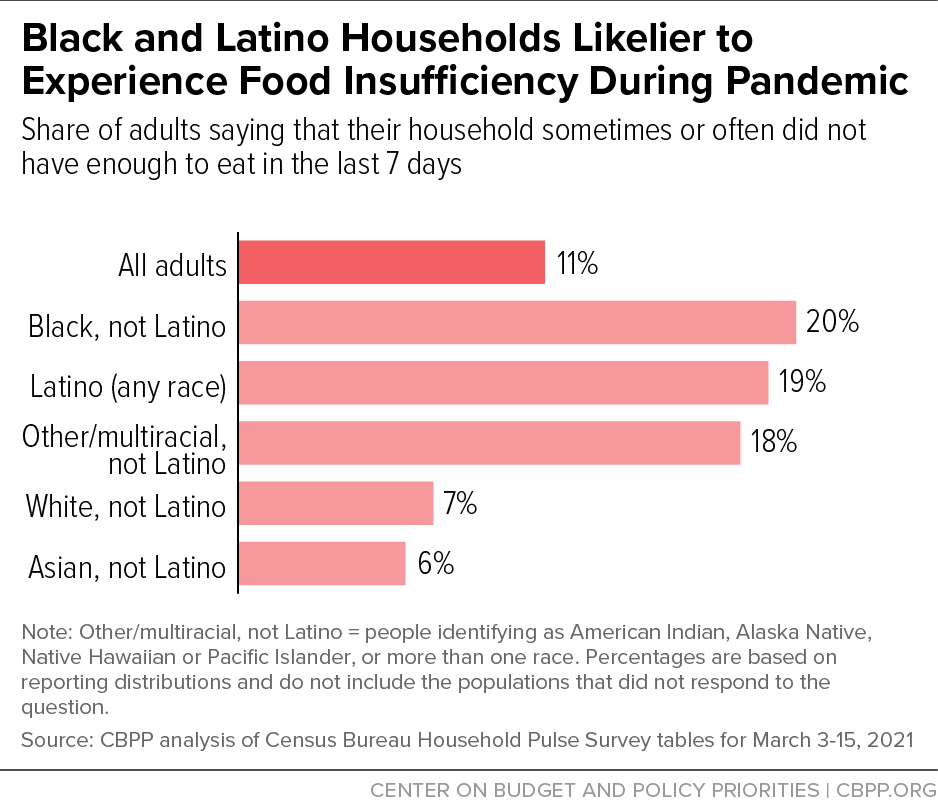 Black and Latino Households Likelier to
Experience Food Insufficiency During Pandemic
Share of adults saying that their household sometimes or often did not
have enough to eat in the last 7 days
All adults 11%
Black, not Latino 20%
Latino (any race) 19%
Other/multiracial,
not Latino 18%
White, not Latino 7%
Asian, not Latino 6%
Note: Other/multiracial, not Latino = people identifying as American Indian, Alaska Native,
Native Hawaiian or Pacific Islander, or more than one race. Percentages are based on
reporting distributions and do not include the populations that did not respond to the
question.
Source: CBPP analysis of Census Bureau Household Pulse Survey tables for March 3-15, 2021
CENTER ON BUDGET AND POLICY PRIORITIES | CBPP.ORG